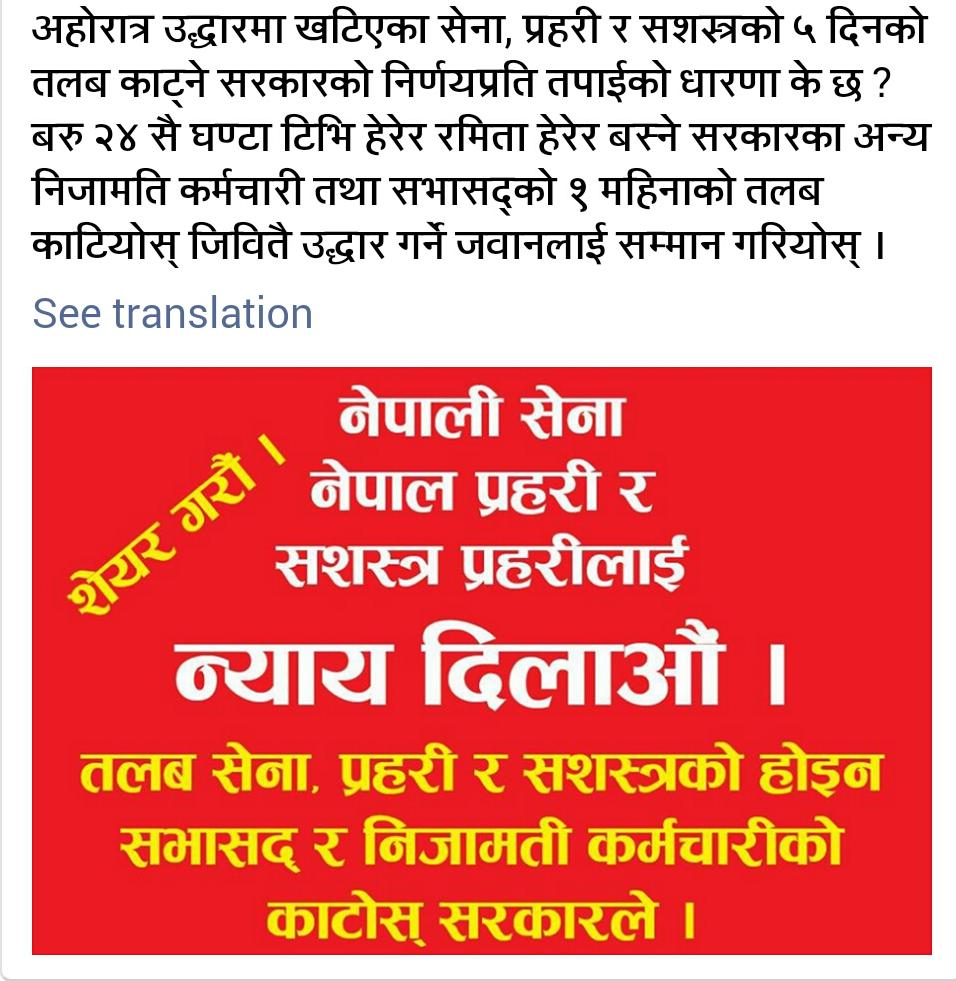 अहोरात्र उद्धारमा खटिएका सेना, प्रहरी र सशस्त्रको ५ दिनको
तलब काट्ने सरकारको निर्णयप्रति तपाईको धारणा के छ ?
बरु २४ सै घण्टा टिभि हेरेर रमिता हेरेर बस्ने सरकारका अन्य
निजामति कर्मचारी तथा सभासद्को १ महिनाको तलब
काटियोस् जिवितै उद्धार गर्ने जवानलाई सम्मान गरियोस् ।
See translation
शेयर गरौं ।
नेपाली सेना
नेपाल प्रहरी र
सशस्त्र प्रहरीलाई
न्याय दिलाऔं ।
तलब सेना, प्रहरी र सशस्त्रको होइन
सभासद् र निजामती कर्मचारीको
काटोस् सरकारले ।